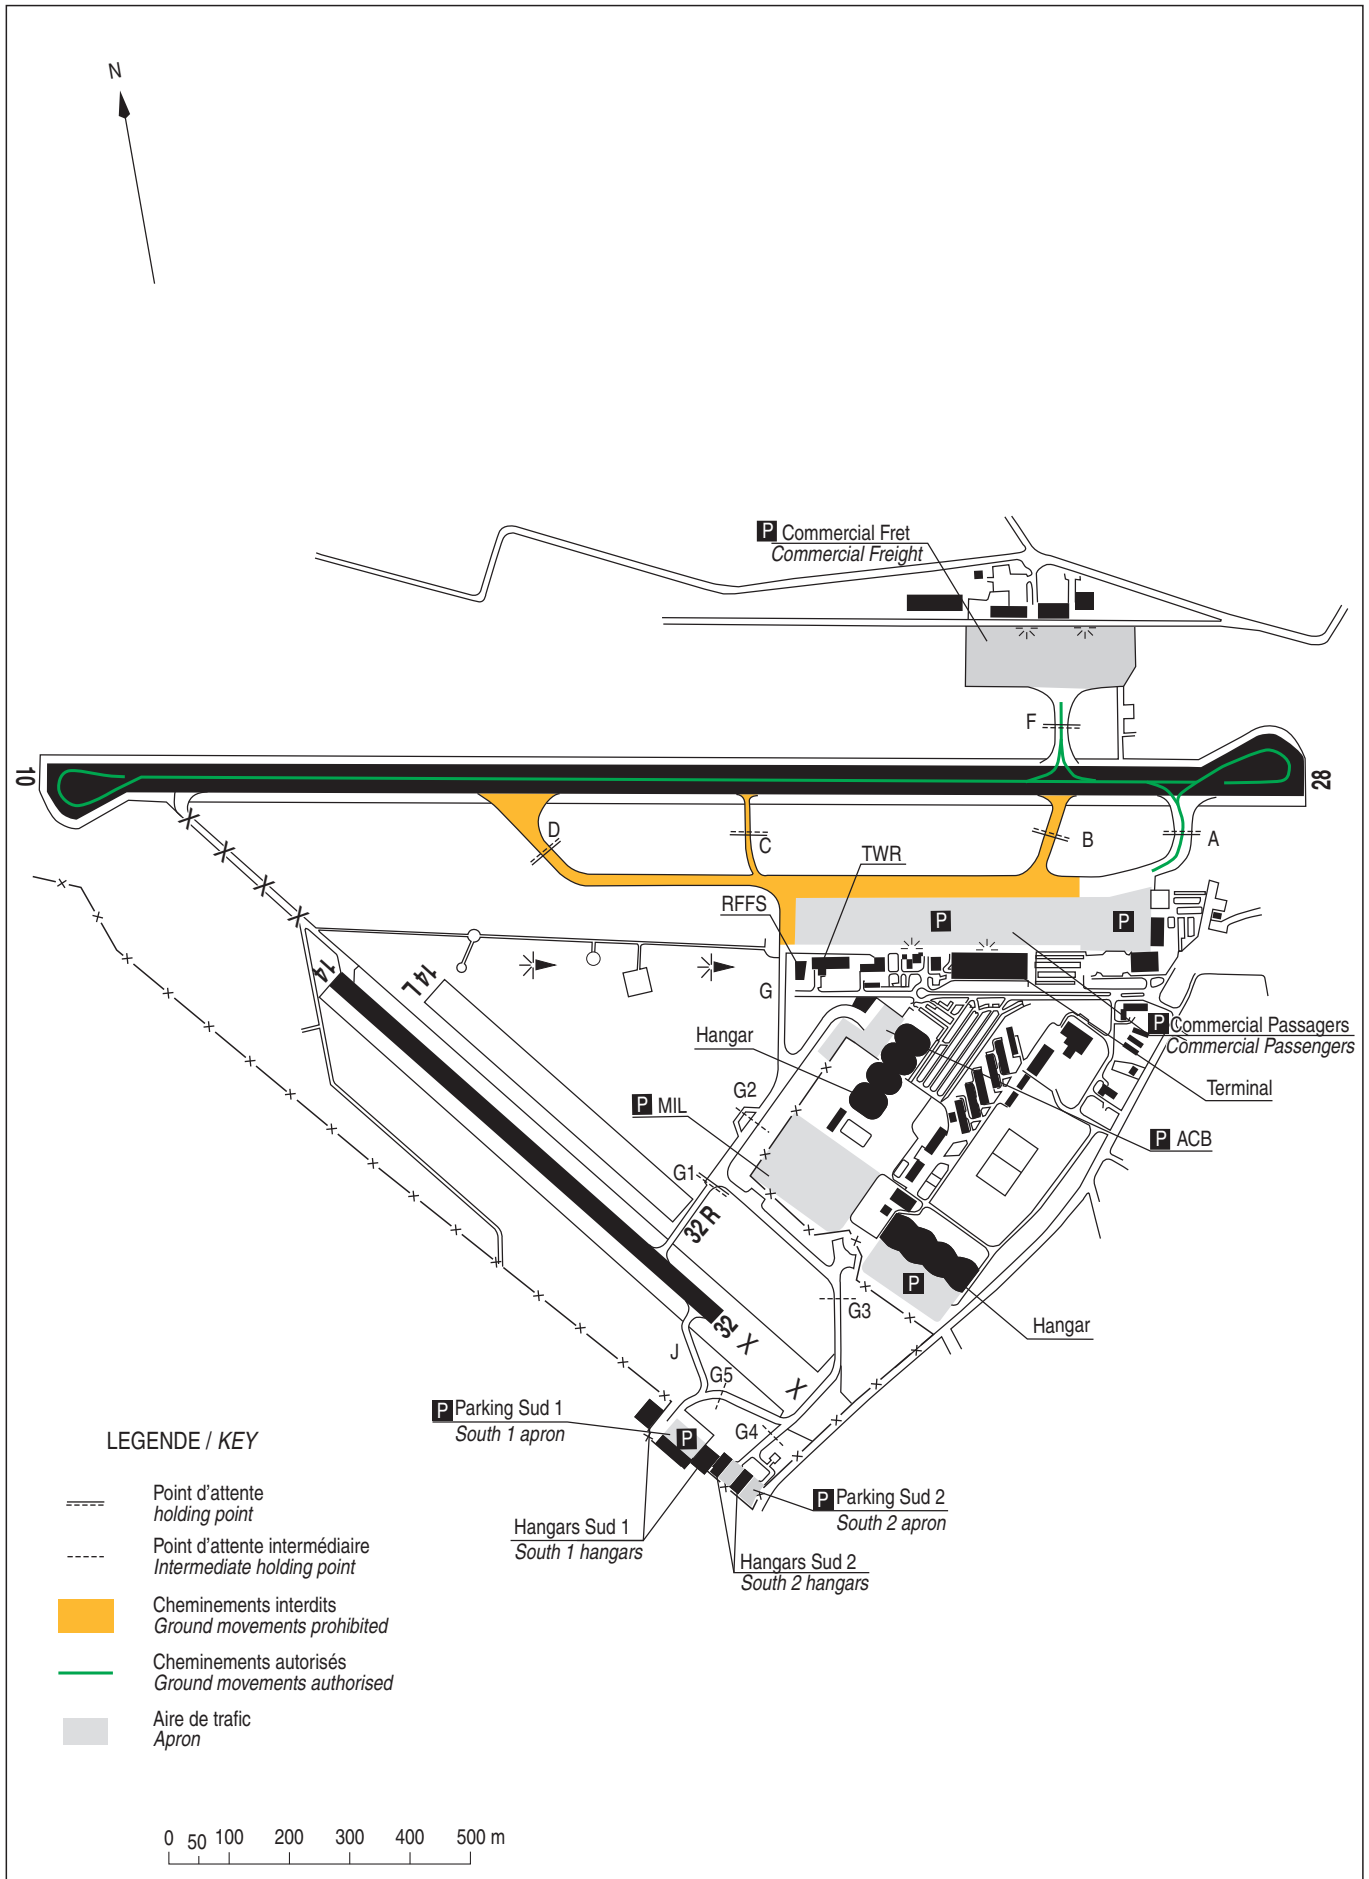 N
P Commercial Fret
Commercial Freight
F
10
28
D
C
B
A
TWR
RFFS
P
P
14
14 L
G
Hangar
P Commercial Passagers
Commercial Passengers
G2
P MIL
Terminal
P ACB
G1
32 R
P
G3
32
Hangar
J
G5
P Parking Sud 1
South 1 apron
P
G4
P Parking Sud 2
South 2 apron
Hangars Sud 1
South 1 hangars
Hangars Sud 2
South 2 hangars
LEGENDE / KEY
Point d'attente
holding point
Point d'attente intermédiaire
Intermediate holding point
Cheminements interdits
Ground movements prohibited
Cheminements autorisés
Ground movements authorised
Aire de trafic
Apron
0 50 100 200 300 400 500 m